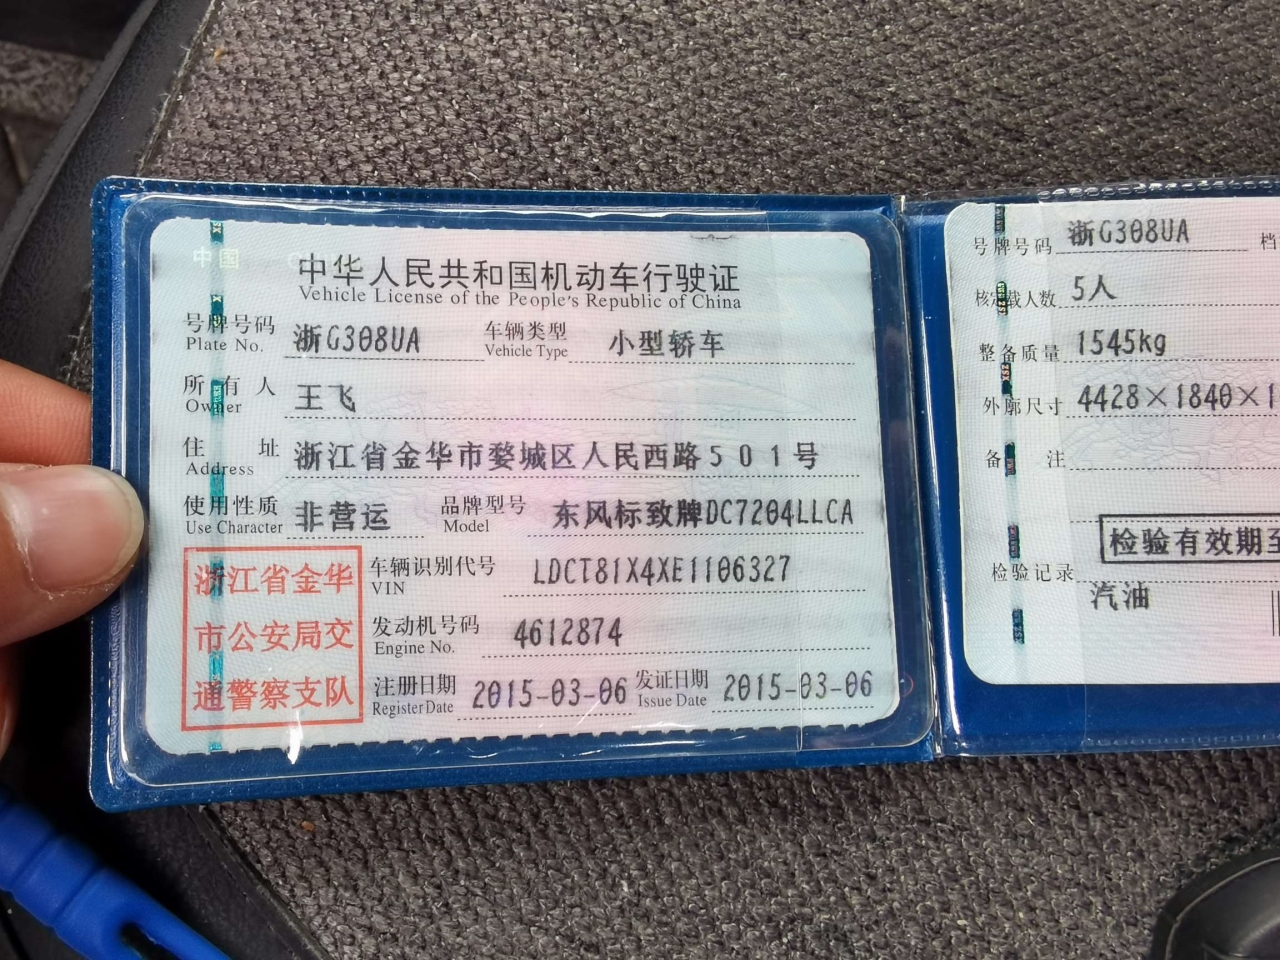 中国
中华人民共和国机动车行驶证
Vehicle License of the People's Republic of China
号牌号码 浙G308UA 车辆类型 小型轿车
Plate No. Vehicle Type
所有人 王飞
Owner
住址 浙江省金华市婺城区人民西路501号
Address
使用性质 非营运 品牌型号 东风标致牌DC7204LLCA
Use Character Model
浙江省金华
市公安局交
通警察支队
车辆识别代号 LDCT81X4XE1106327
VIN
发动机号码 4612874
Engine No.
注册日期 2015-03-06 发证日期 2015-03-06
Register Date Issue Date
号牌号码 浙G308UA 档
核定载人数 5人
整备质量 1545kg
外廓尺寸 4428×1840×1
备注
检验有效期至
检验记录
汽油